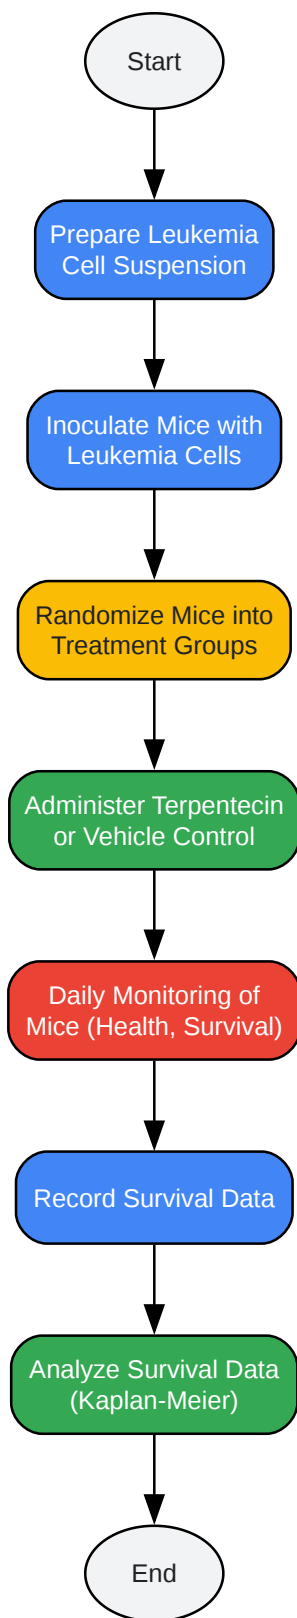 Start
Prepare Leukemia
Cell Suspension
Inoculate Mice with
Leukemia Cells
Randomize Mice into
Treatment Groups
Administer Terpentecin
or Vehicle Control
Daily Monitoring of
Mice (Health, Survival)
Record Survival Data
Analyze Survival Data
(Kaplan-Meier)
End